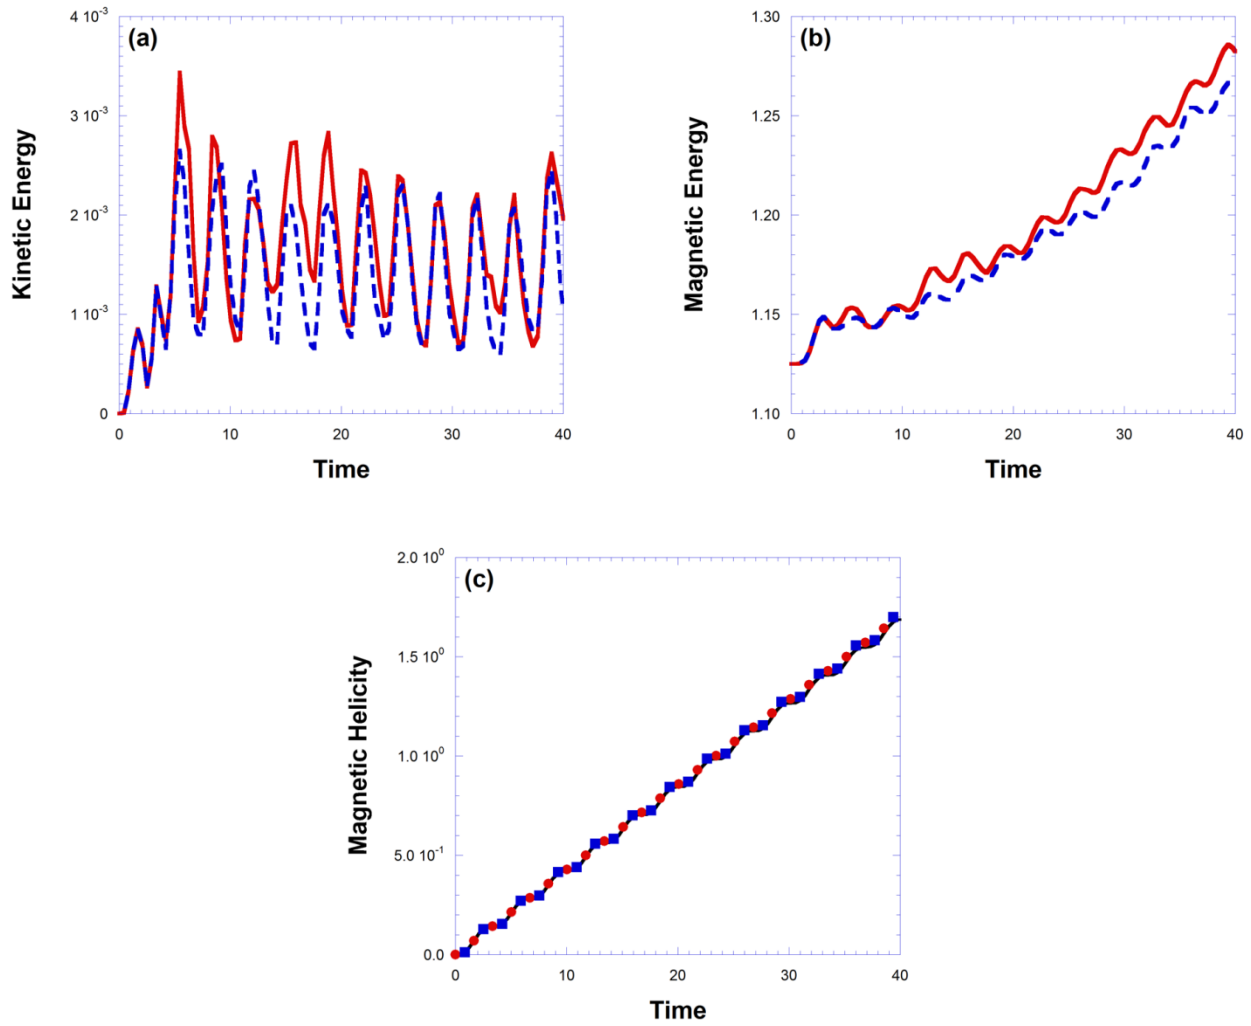 (a)
Kinetic Energy
4 10⁻³
3 10⁻³
2 10⁻³
1 10⁻³
0
0 10 20 30 40
Time
(b)
Magnetic Energy
1.30
1.25
1.20
1.15
1.10
0 10 20 30 40
Time
(c)
Magnetic Helicity
2.0 10⁰
1.5 10⁰
1.0 10⁰
5.0 10⁻¹
0.0
0 10 20 30 40
Time